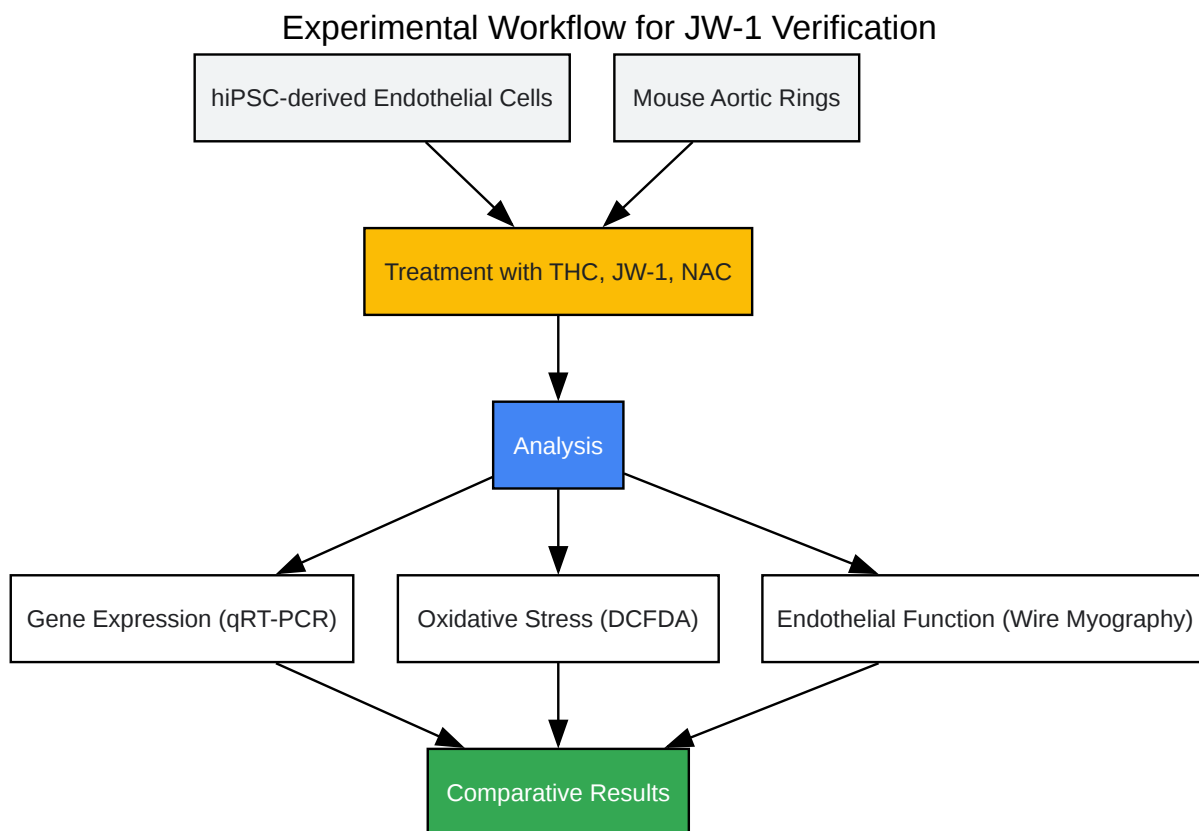 Experimental Workflow for JW-1 Verification
hiPSC-derived Endothelial Cells
Mouse Aortic Rings
Treatment with THC, JW-1, NAC
Analysis
Gene Expression (qRT-PCR)
Oxidative Stress (DCFDA)
Endothelial Function (Wire Myography)
Comparative Results